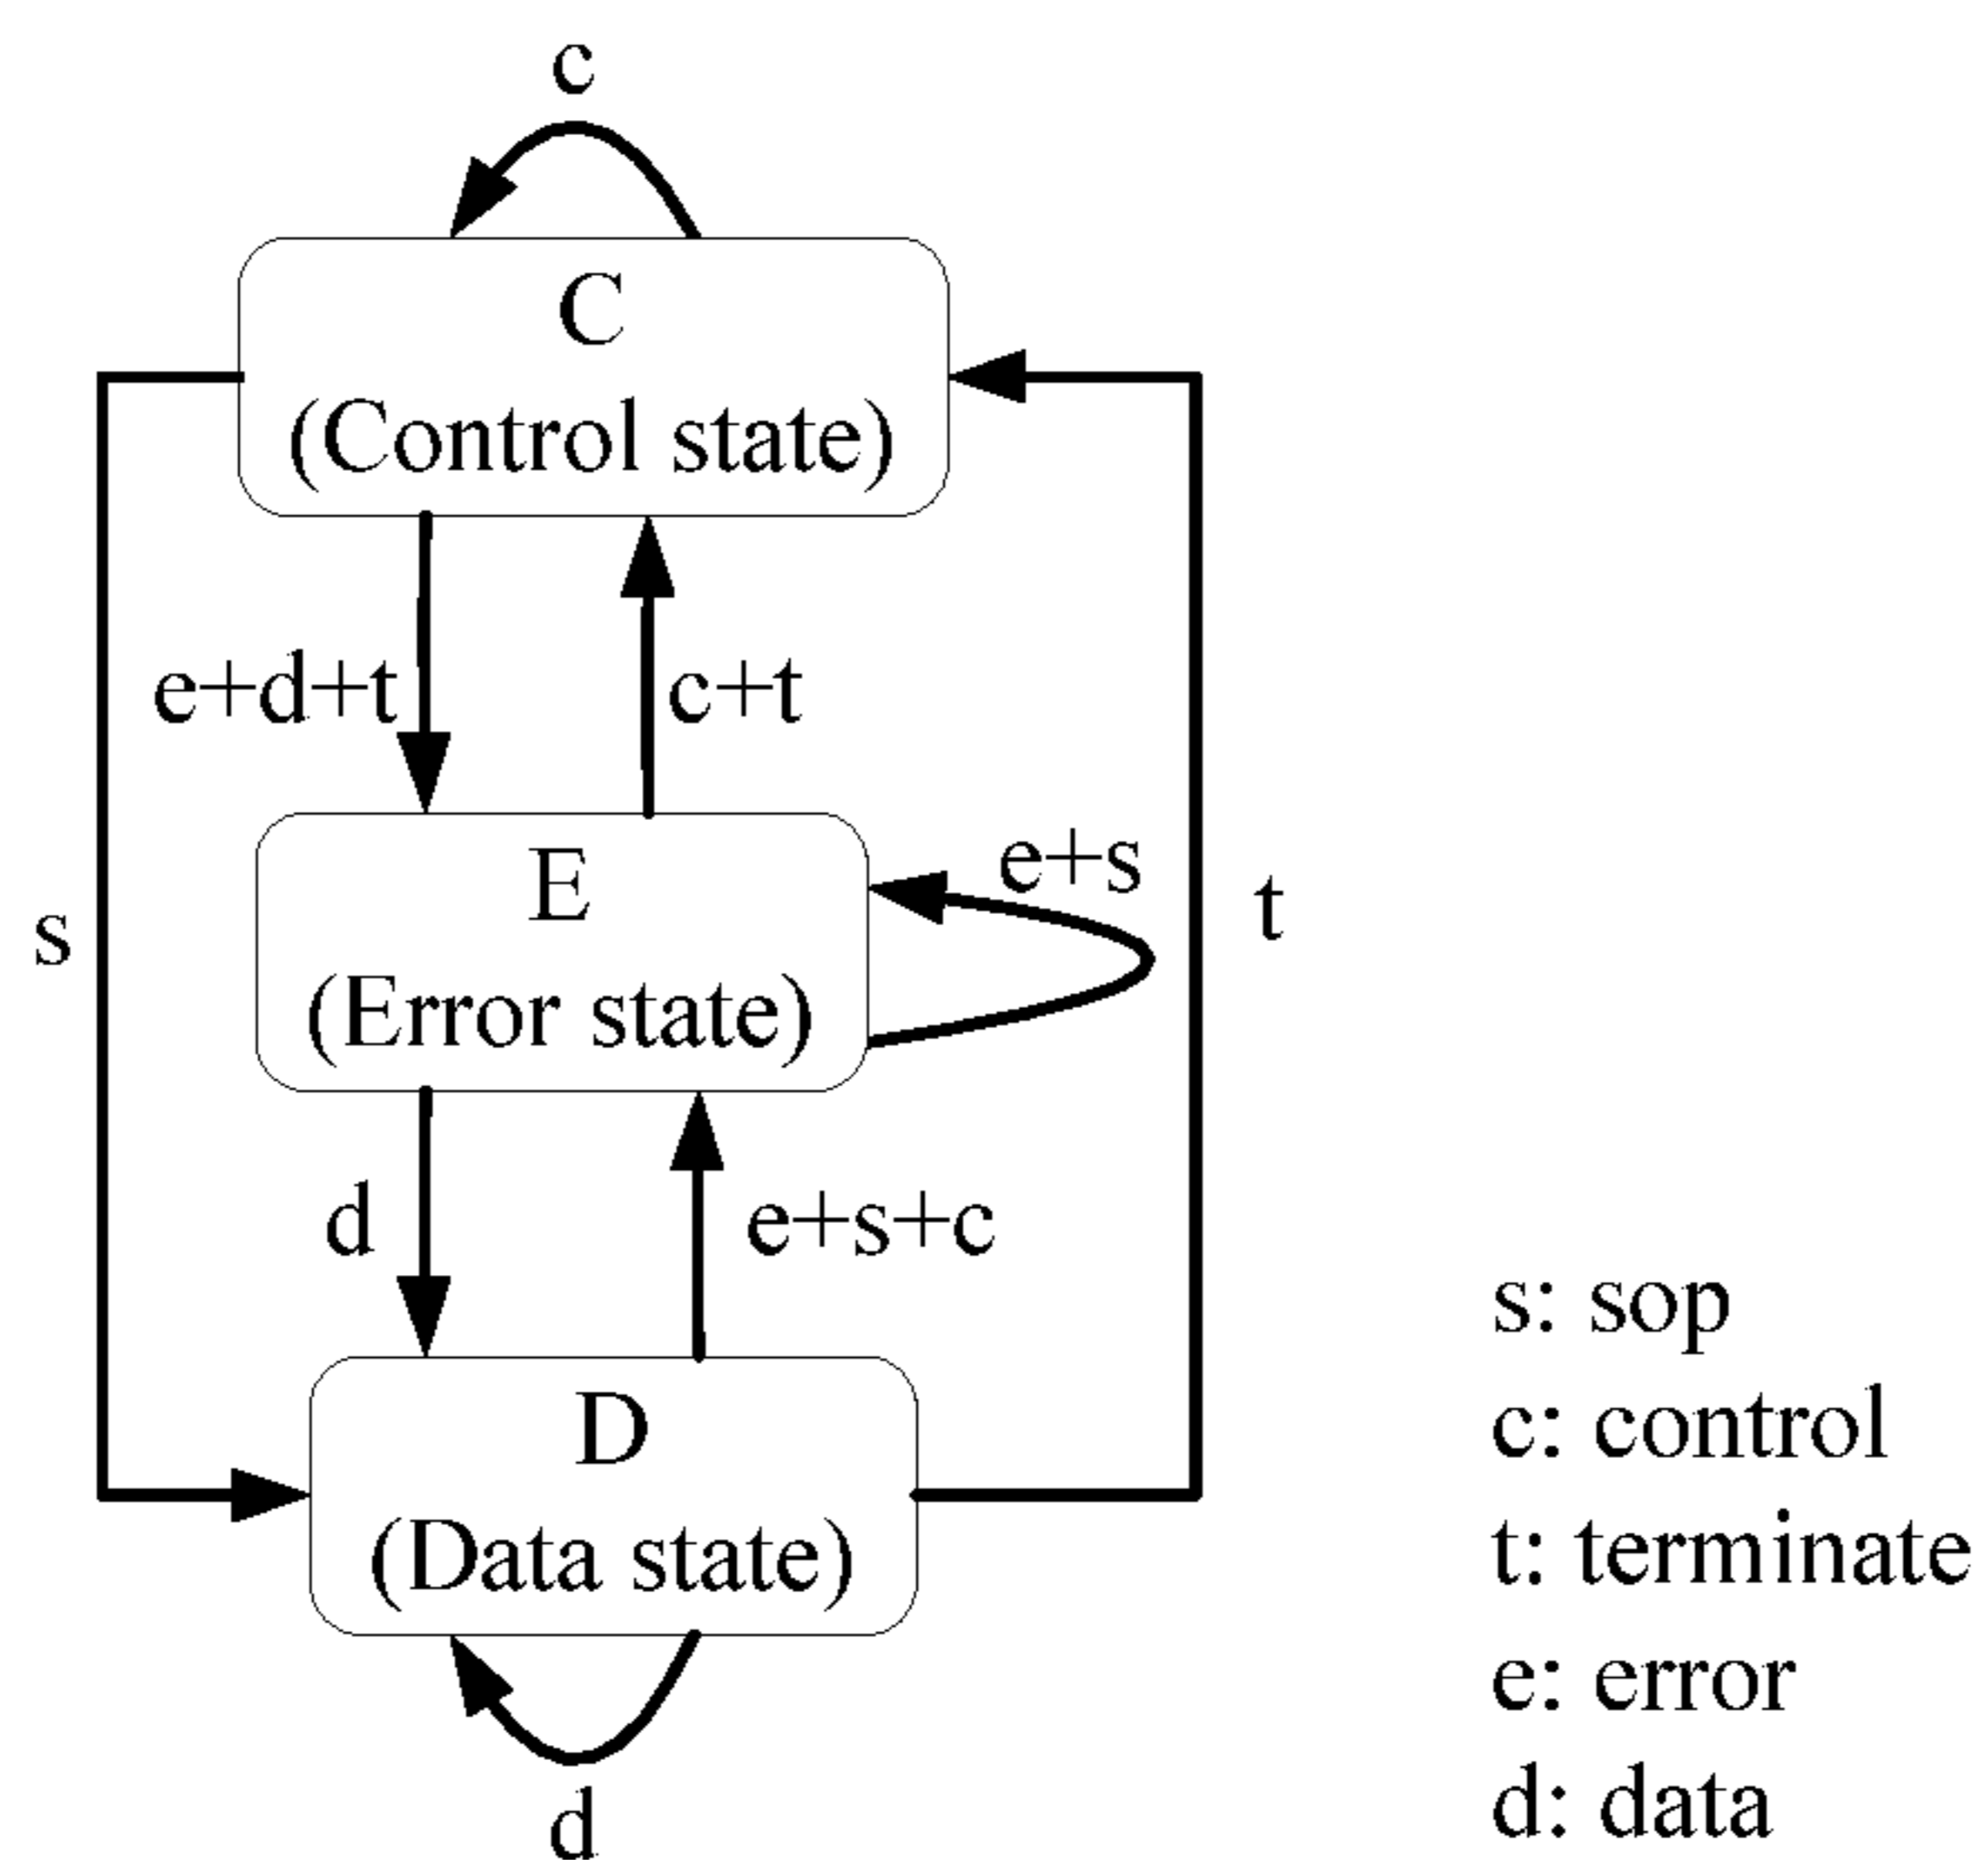 c
C
(Control state)
e+d+t
c+t
E
(Error state)
e+s
s
t
d
e+s+c
D
(Data state)
d
s: sop
c: control
t: terminate
e: error
d: data